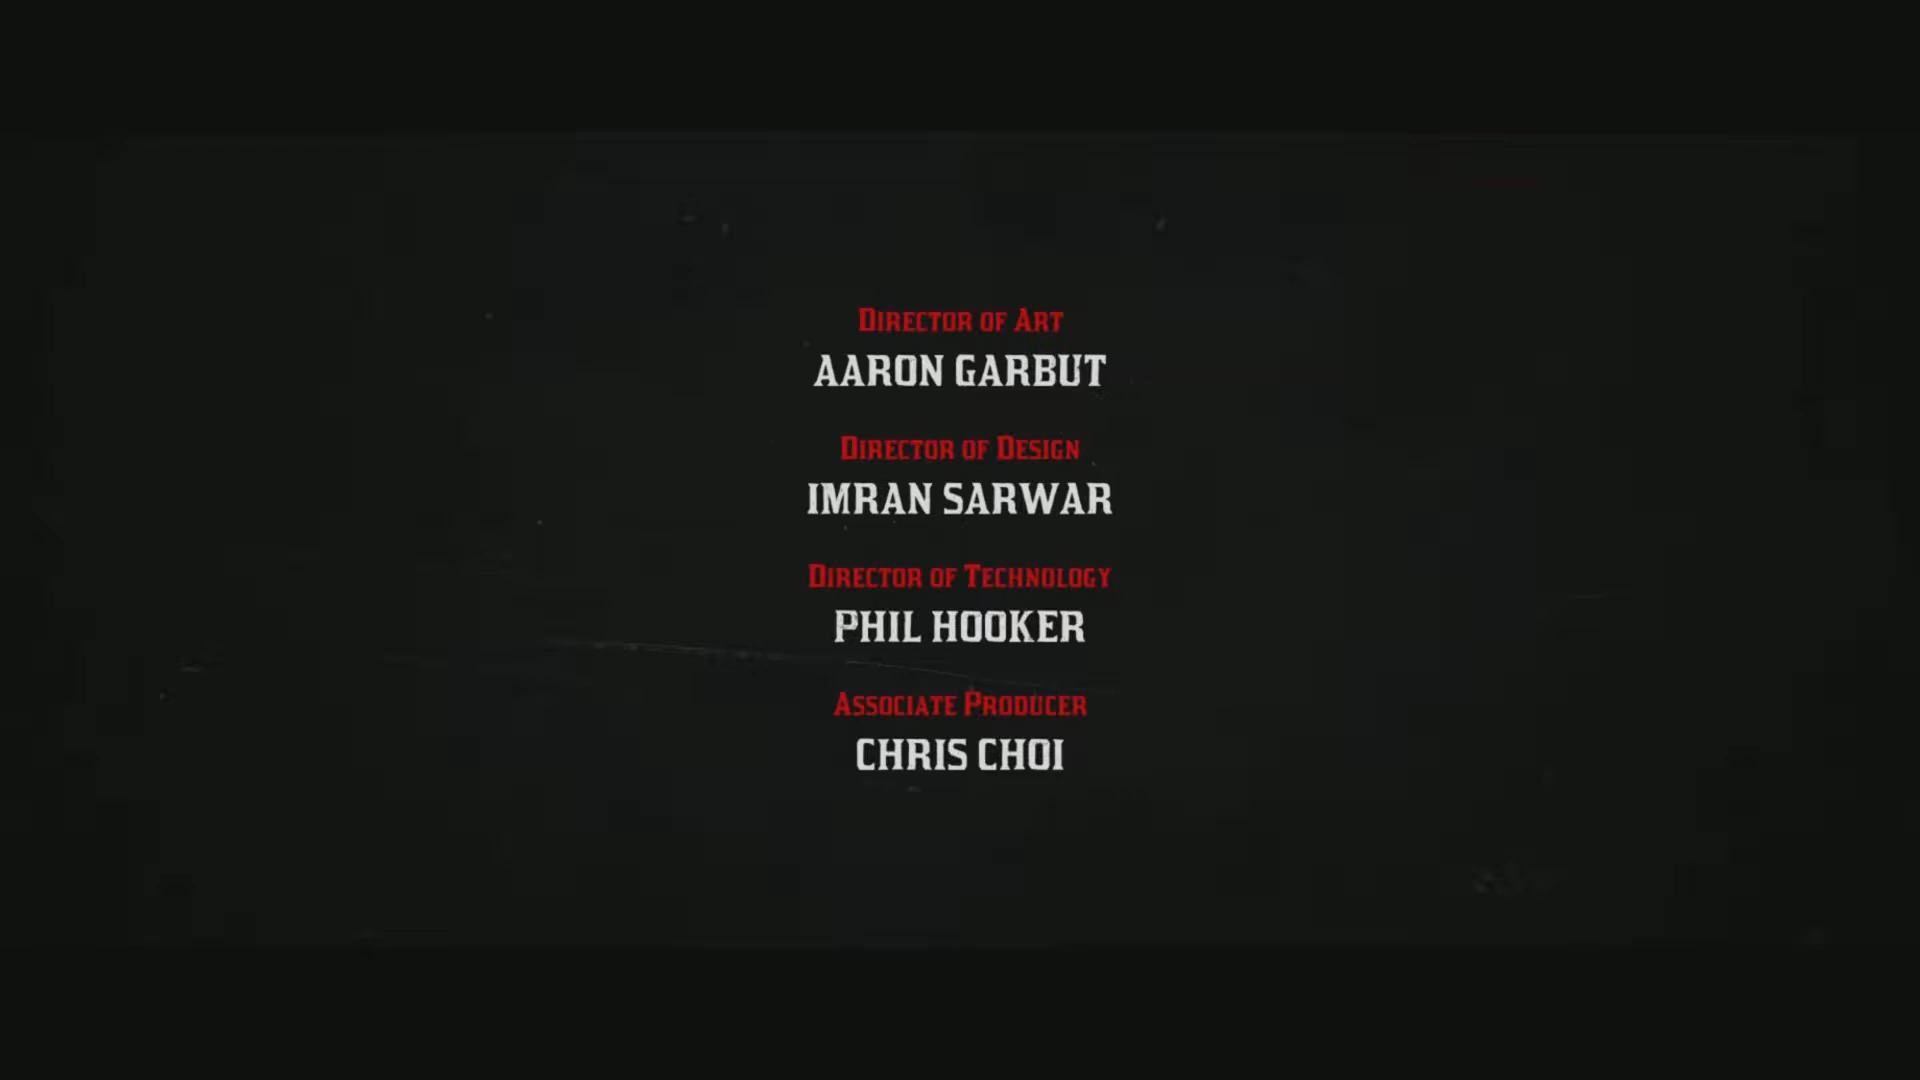 Director of Art
AARON GARBUT
Director of Design
IMRAN SARWAR
Director of Technology
PHIL HOOKER
Associate Producer
CHRIS CHOI